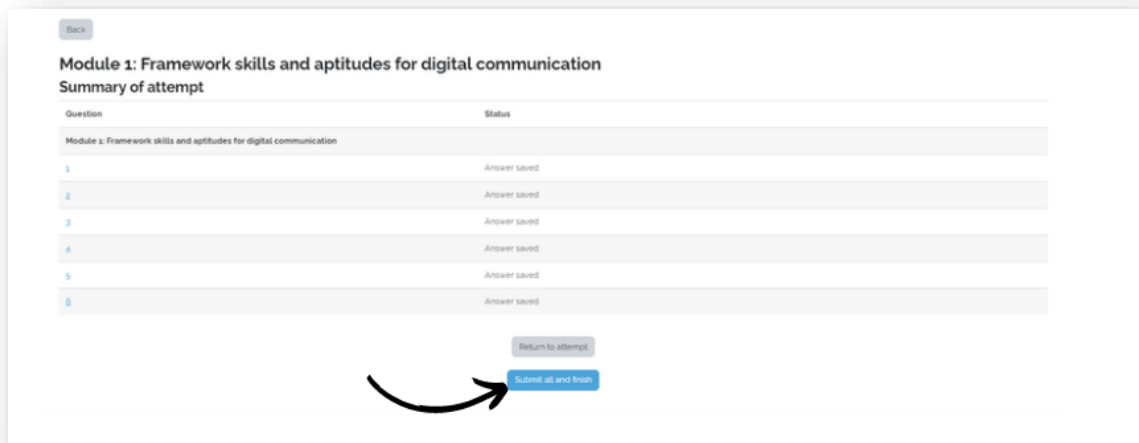 Back
Module 1: Framework skills and aptitudes for digital communication
Summary of attempt
Question Status
Module 1: Framework skills and aptitudes for digital communication
1 Answer saved
2 Answer saved
3 Answer saved
4 Answer saved
5 Answer saved
6 Answer saved
Return to attempt
Submit all and finish